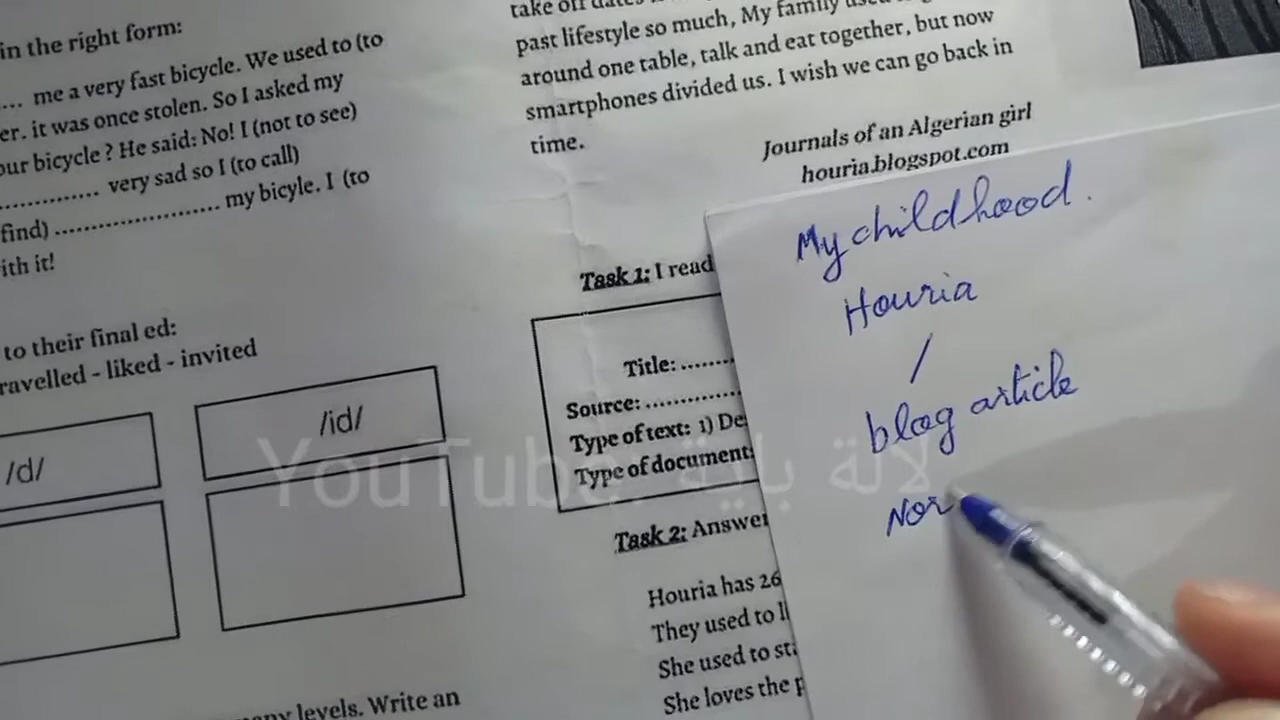 in the right form:
me a very fast bicycle. We used to (to
er. it was once stolen. So I asked my
our bicycle ? He said: No! I (not to see)
.............. very sad so I (to call)
find) ....................... my bicyle. I (to
ith it!
to their final ed:
ravelled - liked - invited
/d/
/id/
levels. Write an
take off dates
past lifestyle so much, My family used
around one table, talk and eat together, but now
smartphones divided us. I wish we can go back in
time.
Journals of an Algerian girl
houria.blogspot.com
Task 1: I read
Title: .......
Source: ............
Type of text: 1) De
Type of document:
Task 2: Answer
Houria has 26
They used to li
She used to sta
She loves the p
My childhood.
Houria
/
blog article
Nor
YouTube: لالة باية